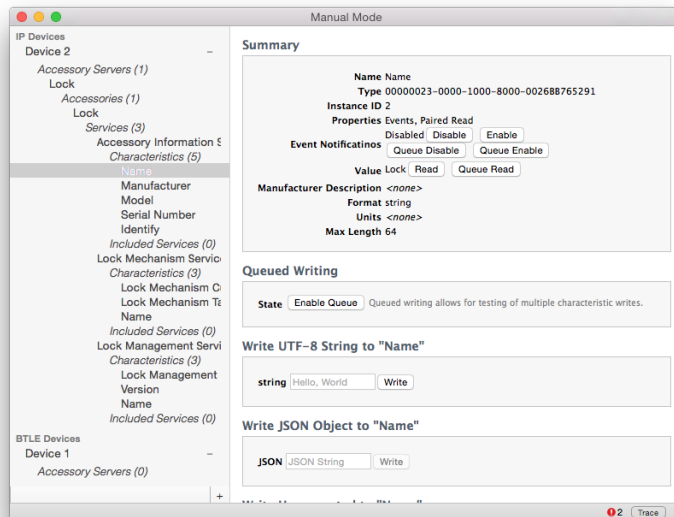 Manual Mode
IP Devices
Device 2 –
Accessory Servers (1)
Lock
Accessories (1)
Lock
Services (3)
Accessory Information S
Characteristics (5)
Name
Manufacturer
Model
Serial Number
Identify
Included Services (0)
Lock Mechanism Servic
Characteristics (3)
Lock Mechanism C
Lock Mechanism Ta
Name
Included Services (0)
Lock Management Servi
Characteristics (3)
Lock Management
Version
Name
Included Services (0)
BTLE Devices
Device 1 –
Accessory Servers (0)
+
Summary
Name Name
Type 00000023-0000-1000-8000-0026BB765291
Instance ID 2
Properties Events, Paired Read
Event Notificatinos Disabled Disable Enable
Queue Disable Queue Enable
Value Lock Read Queue Read
Manufacturer Description <none>
Format string
Units <none>
Max Length 64
Queued Writing
State Enable Queue Queued writing allows for testing of multiple characteristic writes.
Write UTF-8 String to "Name"
string Hello, World Write
Write JSON Object to "Name"
JSON JSON String Write
2 Trace